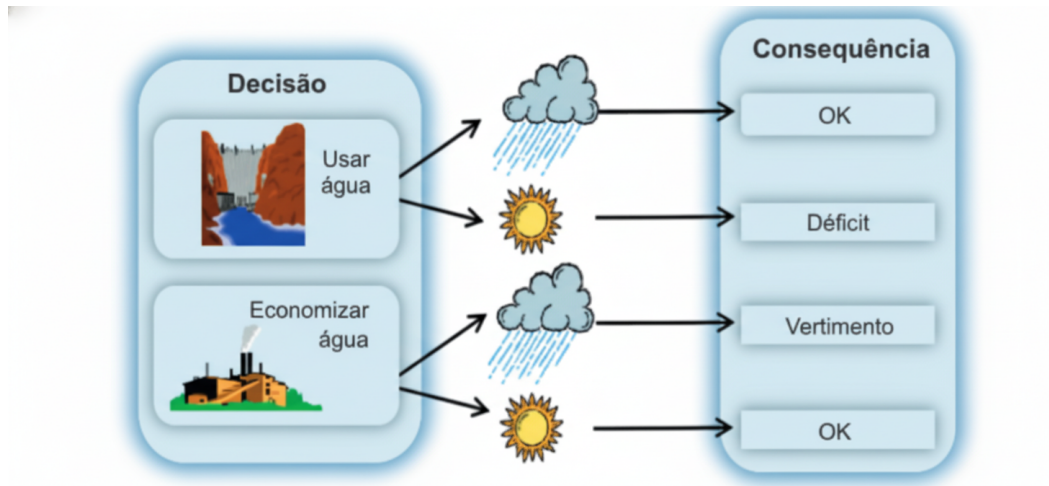 Decisão
Usar
água
Economizar
água
Consequência
OK
Déficit
Vertimento
OK